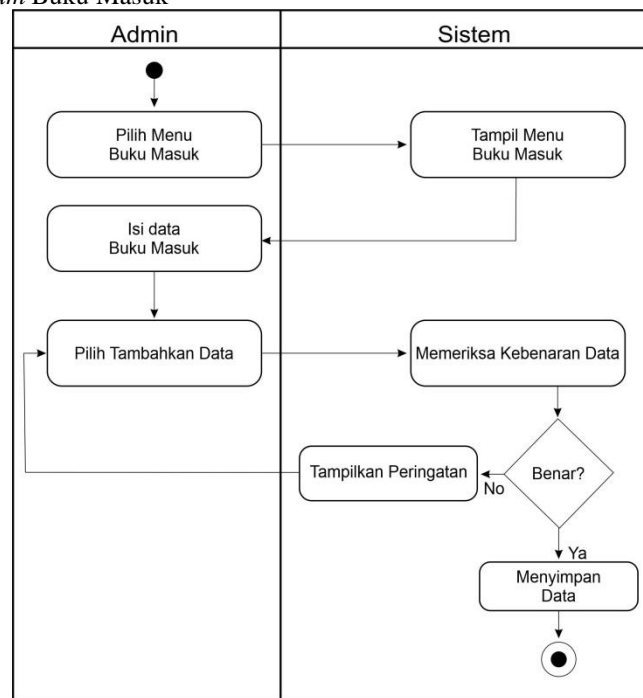 Buku Masuk
Admin
Sistem
Pilih Menu
Buku Masuk
Tampil Menu
Buku Masuk
Isi data
Buku Masuk
Pilih Tambahkan Data
Memeriksa Kebenaran Data
Benar?
No
Tampilkan Peringatan
Ya
Menyimpan
Data